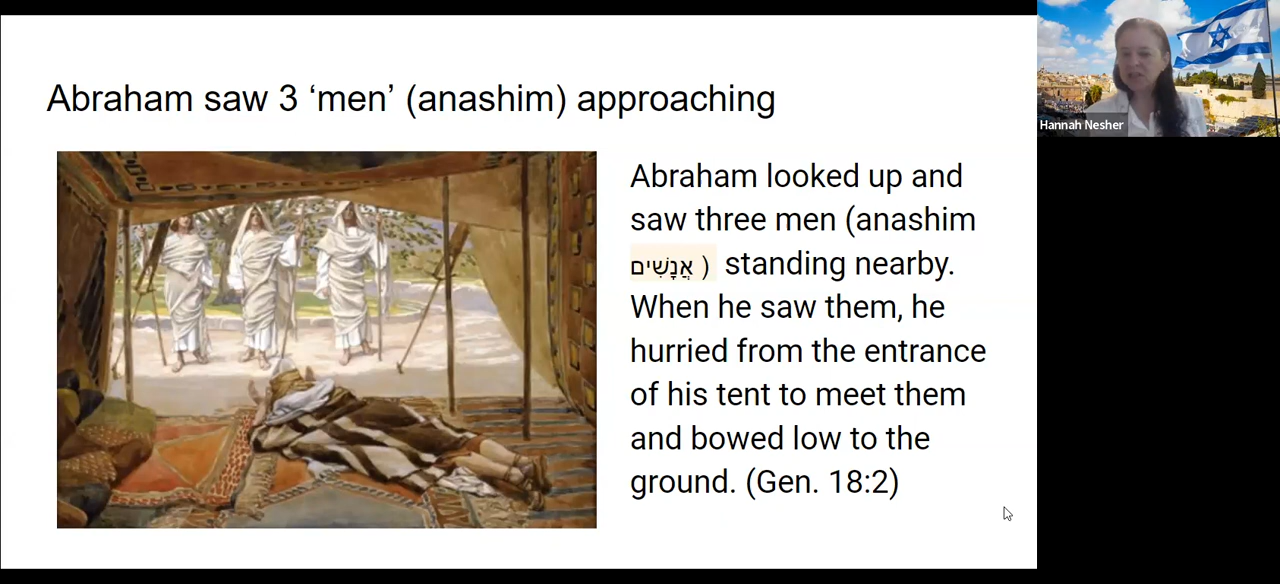 Abraham saw 3 ‘men’ (anashim) approaching
Abraham looked up and
saw three men (anashim
אֲנָשִׁים ) standing nearby.
When he saw them, he
hurried from the entrance
of his tent to meet them
and bowed low to the
ground. (Gen. 18:2)
Hannah Nesher